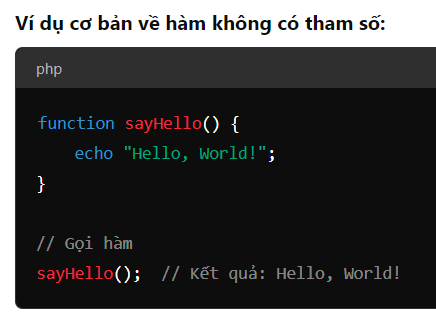 Ví dụ cơ bản về hàm không có tham số:
php
function sayHello() {
    echo "Hello, World!";
}
// Gọi hàm
sayHello();  // Kết quả: Hello, World!